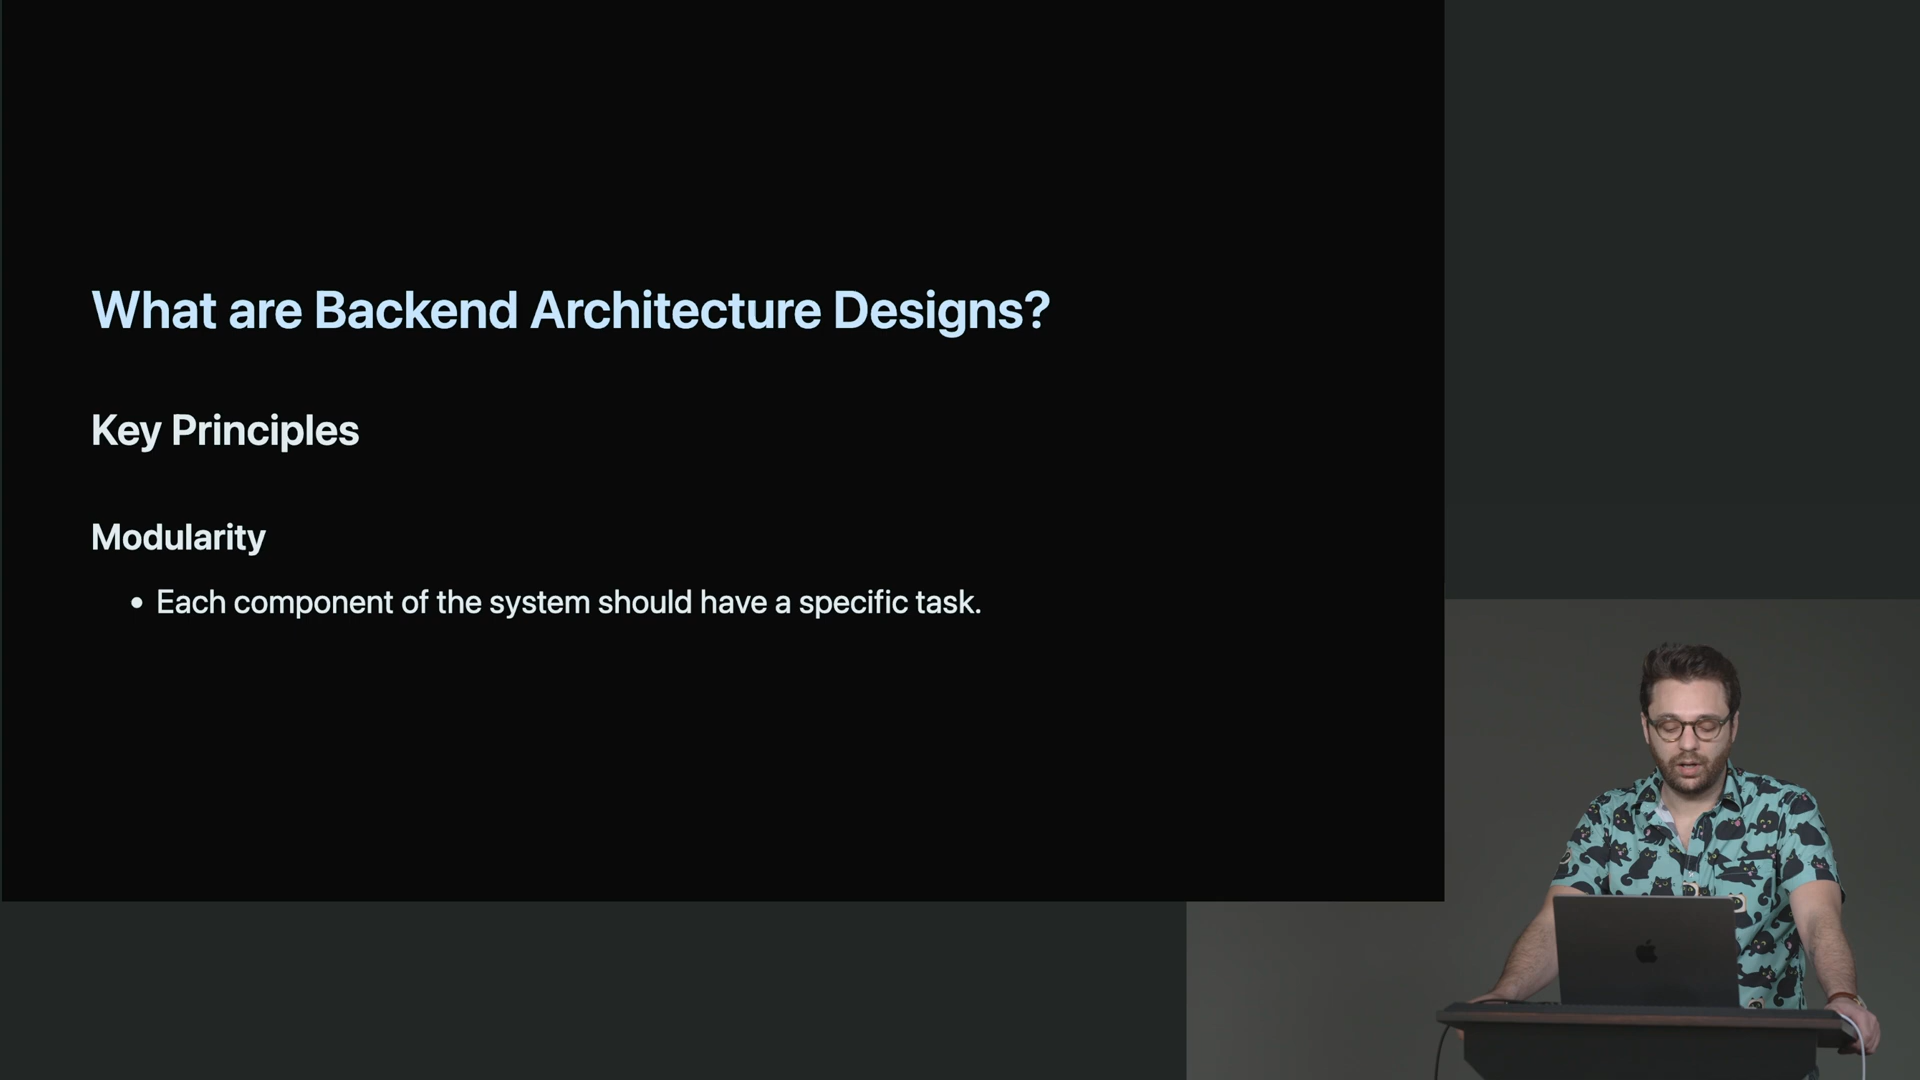 What are Backend Architecture Designs?
Key Principles
Modularity
• Each component of the system should have a specific task.